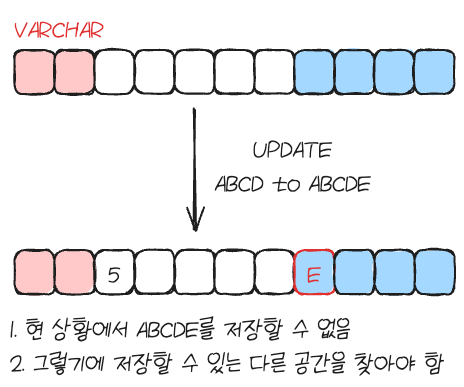 VARCHAR
UPDATE
ABCD to ABCDE
5
E
1. 현 상황에서 ABCDE를 저장할 수 없음
2. 그렇기에 저장할 수 있는 다른 공간을 찾아야 함